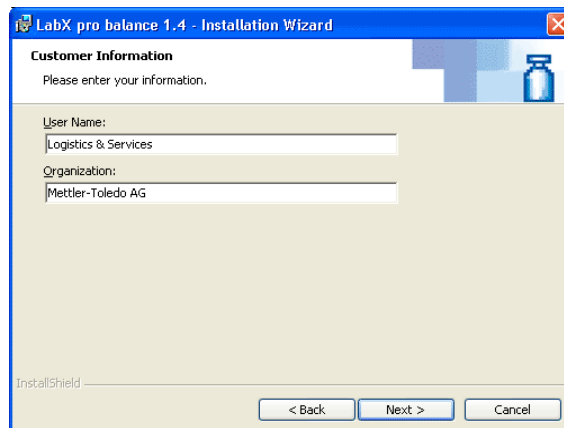 LabX pro balance 1.4 - Installation Wizard
Customer Information
Please enter your information.
User Name:
Logistics & Services
Organization:
Mettler-Toledo AG
InstallShield
< Back Next > Cancel